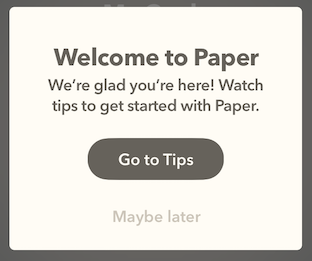 Welcome to Paper
We're glad you're here! Watch
tips to get started with Paper.
Go to Tips
Maybe later